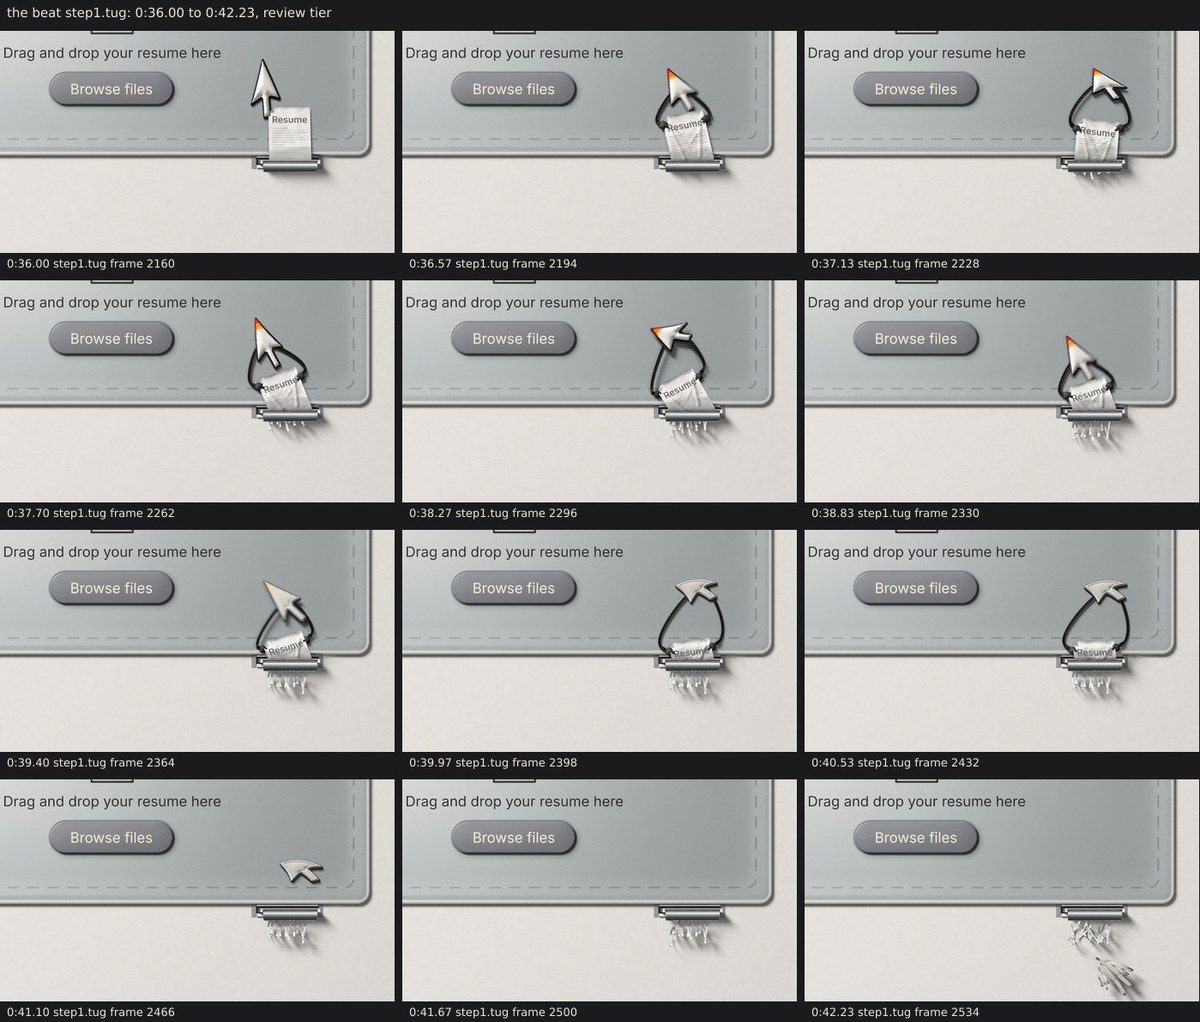 the beat step1.tug: 0:36.00 to 0:42.23, review tier
Drag and drop your resume here
Browse files
Resume
0:36.00 step1.tug frame 2160
Drag and drop your resume here
Browse files
Resume
0:36.57 step1.tug frame 2194
Drag and drop your resume here
Browse files
Resume
0:37.13 step1.tug frame 2228
Drag and drop your resume here
Browse files
Resume
0:37.70 step1.tug frame 2262
Drag and drop your resume here
Browse files
Resume
0:38.27 step1.tug frame 2296
Drag and drop your resume here
Browse files
Resume
0:38.83 step1.tug frame 2330
Drag and drop your resume here
Browse files
Resume
0:39.40 step1.tug frame 2364
Drag and drop your resume here
Browse files
Resume
0:39.97 step1.tug frame 2398
Drag and drop your resume here
Browse files
Resume
0:40.53 step1.tug frame 2432
Drag and drop your resume here
Browse files
0:41.10 step1.tug frame 2466
Drag and drop your resume here
Browse files
0:41.67 step1.tug frame 2500
Drag and drop your resume here
Browse files
0:42.23 step1.tug frame 2534